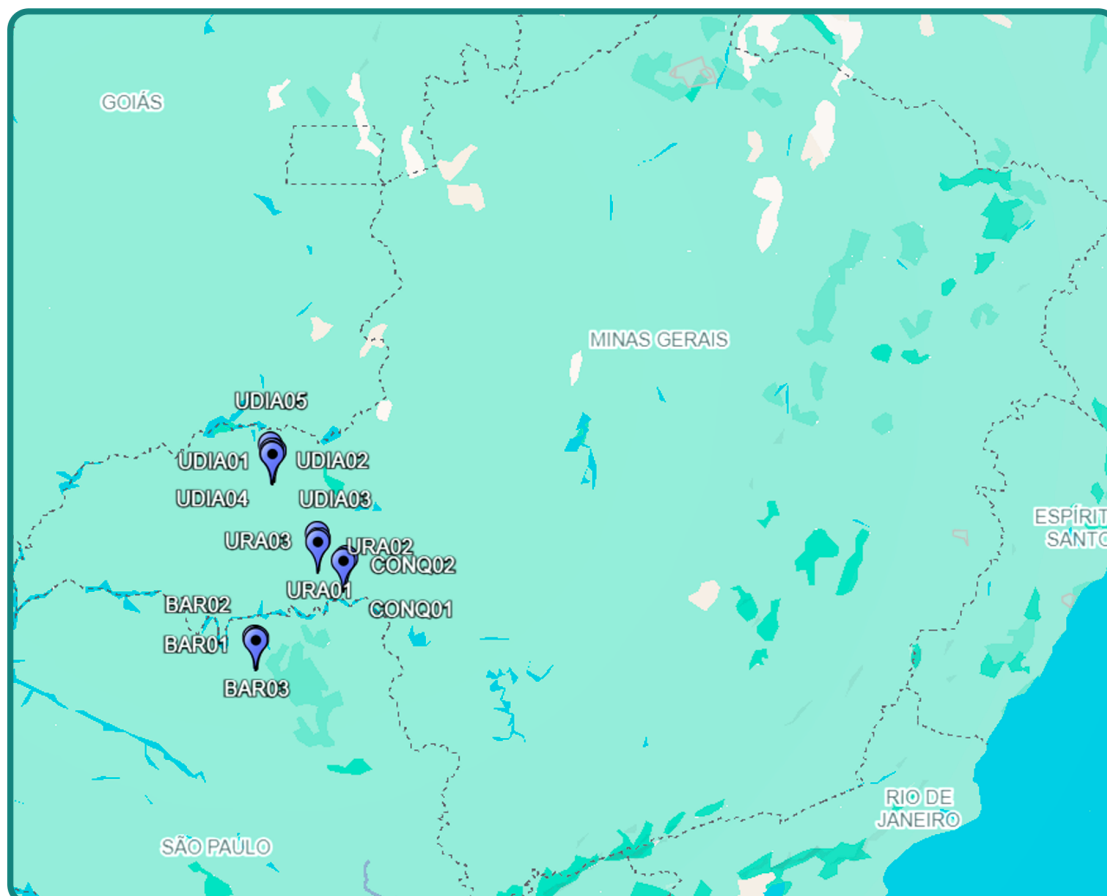 GOIÁS
MINAS GERAIS
UDIA05
UDIA01
UDIA02
UDIA04
UDIA03
URA03
URA02
CONQ02
URA01
CONQ01
BAR02
BAR01
BAR03
ESPÍRIT
SANTO
RIO DE
JANEIRO
SÃO PAULO